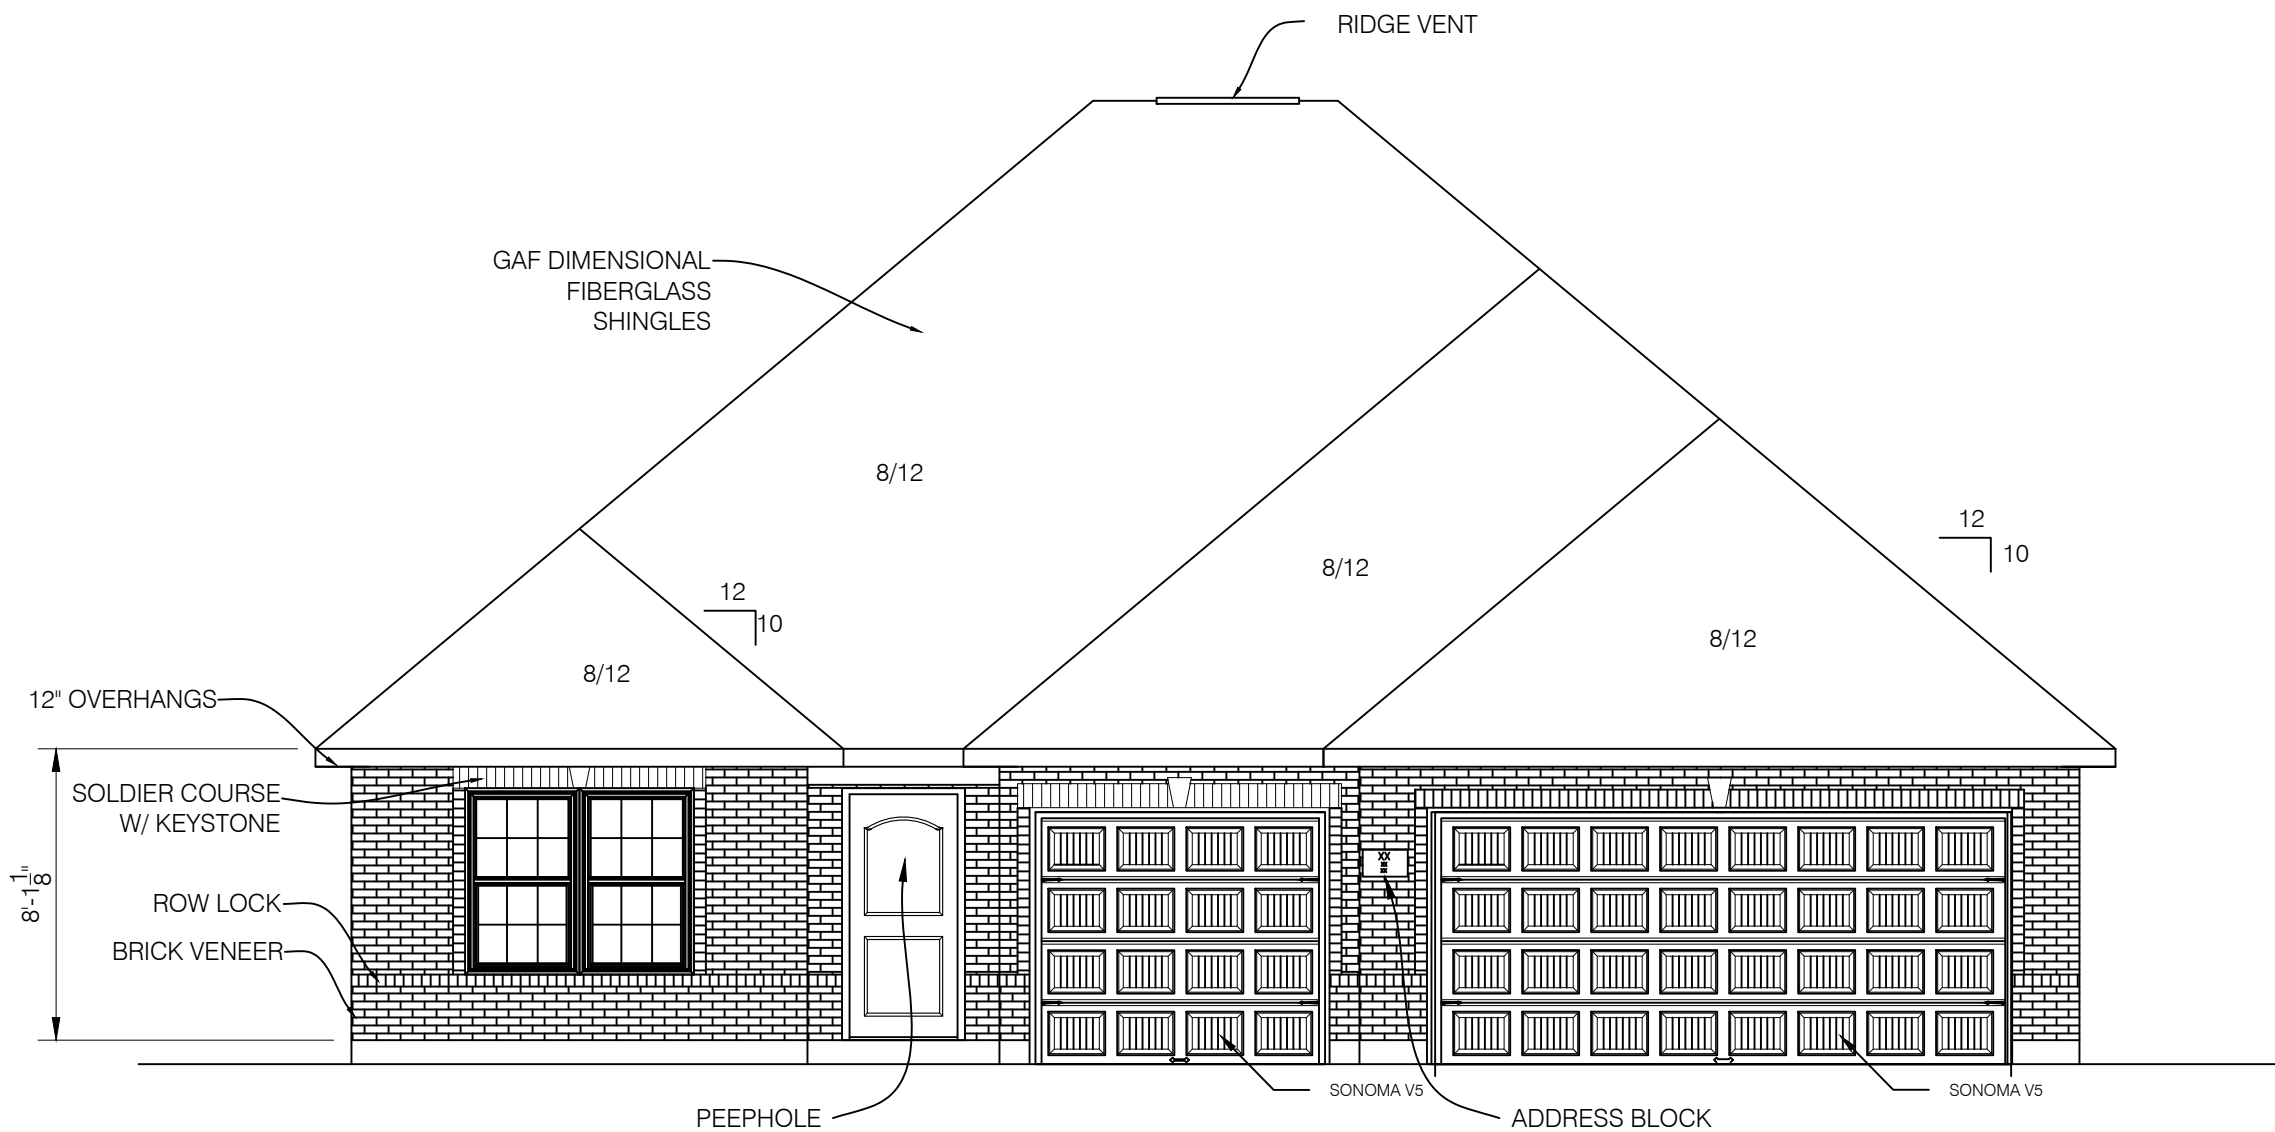 RIDGE VENT
GAF DIMENSIONAL
FIBERGLASS
SHINGLES
8/12
12
10
8/12
12
10
8/12
8/12
12" OVERHANGS
SOLDIER COURSE
W/ KEYSTONE
8'-1 1/8"
XX
ROW LOCK
BRICK VENEER
SONOMA V5
SONOMA V5
PEEPHOLE
ADDRESS BLOCK